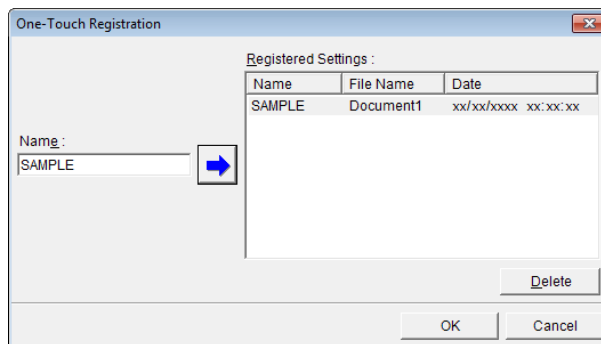 One-Touch Registration
Registered Settings :
Name File Name Date
SAMPLE Document1 xx/xx/xxxx xx:xx:xx
Name :
SAMPLE
Delete
OK Cancel